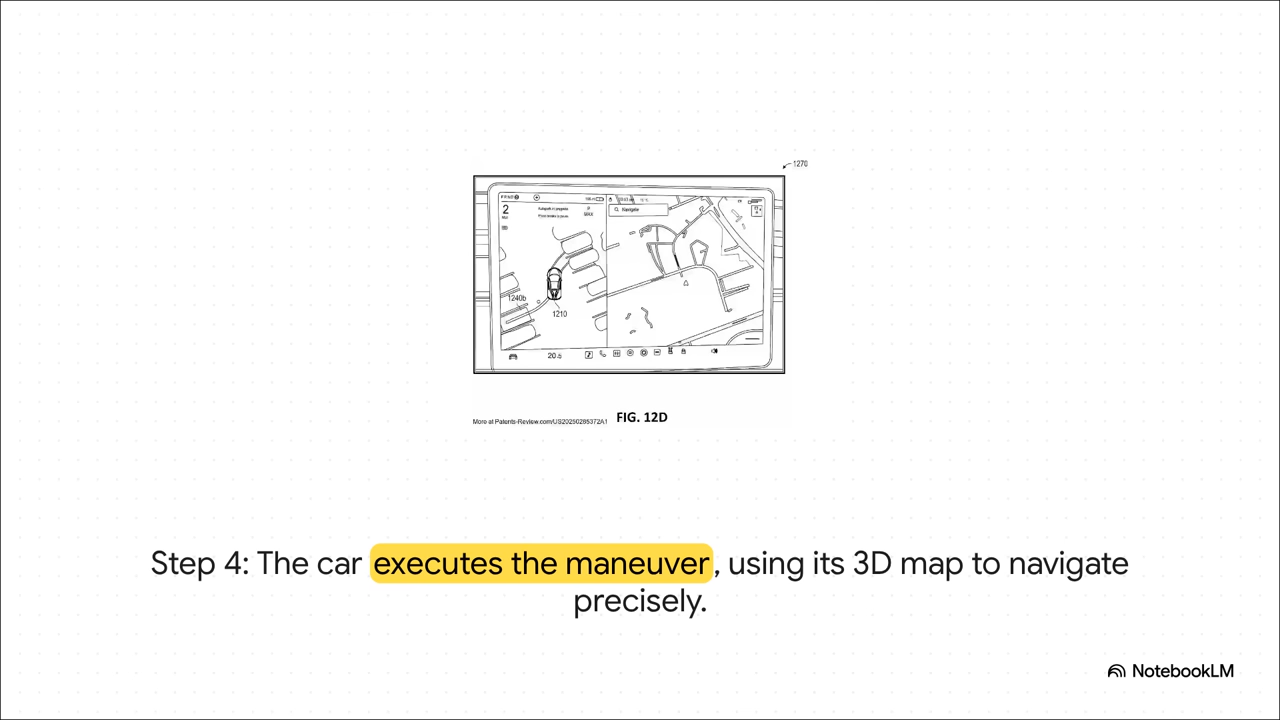 1270
2
Navigate
1240b
1210
20
More at Patents-Review.com/US20250285372A1
FIG. 12D
Step 4: The car executes the maneuver, using its 3D map to navigate
precisely.
NotebookLM